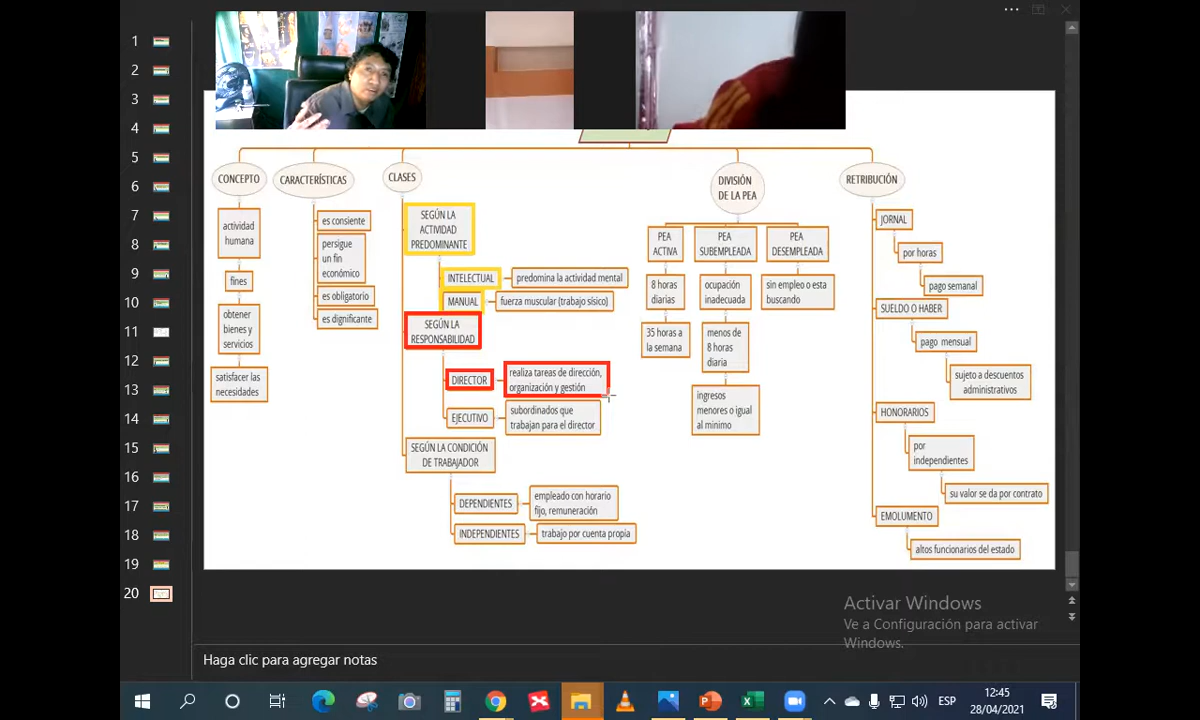 1
2
3
4
5
6
7
8
9
10
11
12
13
14
15
16
17
18
19
20
CONCEPTO
actividad
humana
fines
obtener
bienes y
servicios
satisfacer las
necesidades
CARACTERÍSTICAS
es consiente
persigue
un fin
económico
es obligatorio
es dignificante
CLASES
SEGÚN LA
ACTIVIDAD
PREDOMINANTE
INTELECTUAL
predomina la actividad mental
MANUAL
fuerza muscular (trabajo sísico)
SEGÚN LA
RESPONSABILIDAD
DIRECTOR
realiza tareas de dirección,
organización y gestión
EJECUTIVO
subordinados que
trabajan para el director
SEGÚN LA CONDICIÓN
DE TRABAJADOR
DEPENDIENTES
empleado con horario
fijo, remuneración
INDEPENDIENTES
trabajo por cuenta propia
DIVISIÓN
DE LA PEA
PEA
ACTIVA
8 horas
diarias
35 horas a
la semana
PEA
SUBEMPLEADA
ocupación
inadecuada
menos de
8 horas
diaria
ingresos
menores o igual
al mínimo
PEA
DESEMPLEADA
sin empleo o esta
buscando
RETRIBUCIÓN
JORNAL
por horas
pago semanal
SUELDO O HABER
pago mensual
sujeto a descuentos
administrativos
HONORARIOS
por
independientes
su valor se da por contrato
EMOLUMENTO
altos funcionarios del estado
Activar Windows
Ve a Configuración para activar
Windows.
Haga clic para agregar notas
ESP
12:45
28/04/2021